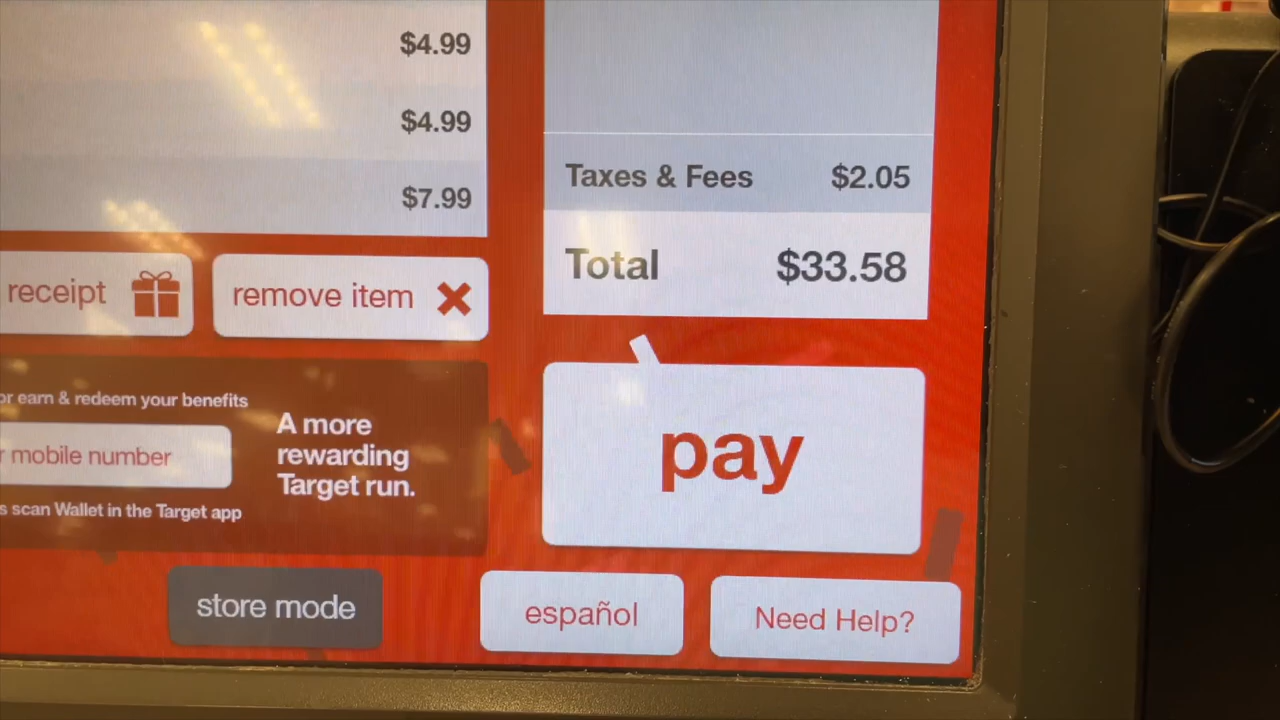 $4.99
$4.99
$7.99
Taxes & Fees $2.05
Total $33.58
receipt
remove item
or earn & redeem your benefits
mobile number
scan Wallet in the Target app
A more
rewarding
Target run.
pay
store mode
español
Need Help?